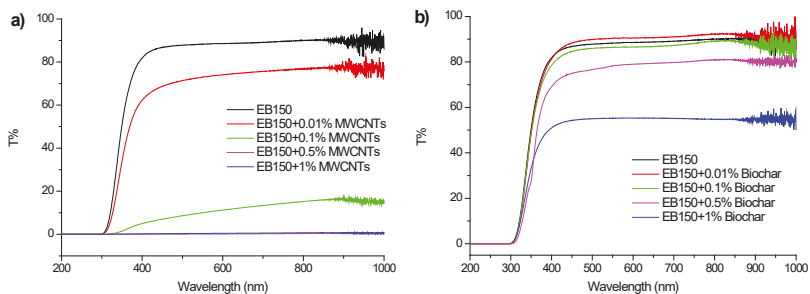 a)
100
80
60
40
20
0
T%
200
400
600
800
1000
Wavelength (nm)
EB150
EB150+0.01% MWCNTs
EB150+0.1% MWCNTs
EB150+0.5% MWCNTs
EB150+1% MWCNTs
b)
100
80
60
40
20
0
T%
200
300
400
500
600
700
800
900
1000
Wavelength (nm)
EB150
EB150+0.01% Biochar
EB150+0.1% Biochar
EB150+0.5% Biochar
EB150+1% Biochar